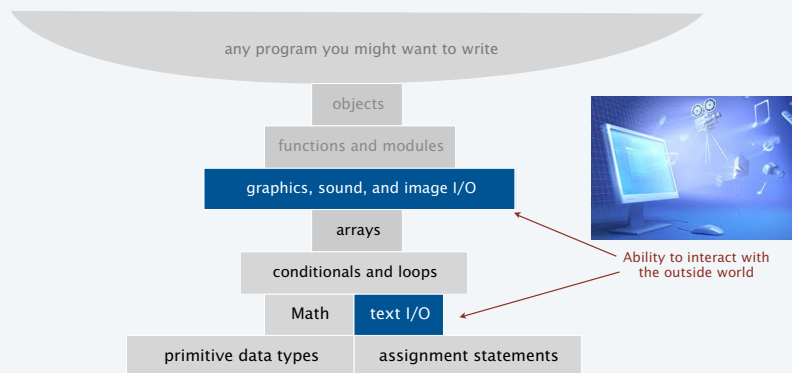 any program you might want to write
objects
functions and modules
graphics, sound, and image I/O
arrays
Ability to interact with
the outside world
conditionals and loops
Math
text I/O
primitive data types
assignment statements